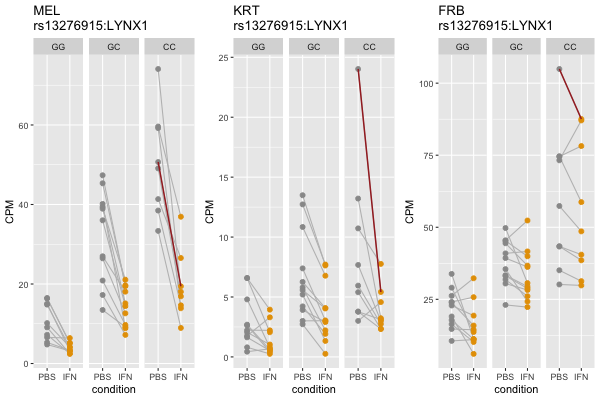 MEL
rs13276915:LYNX1
GG GC CC
CPM
60
40
20
0
PBS IFN PBS IFN PBS IFN
condition
KRT
rs13276915:LYNX1
GG GC CC
CPM
25
20
15
10
5
0
PBS IFN PBS IFN PBS IFN
condition
FRB
rs13276915:LYNX1
GG GC CC
CPM
100
75
50
25
PBS IFN PBS IFN PBS IFN
condition